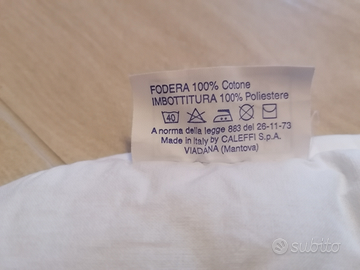 FODERA 100% Cotone
IMBOTTITURA 100% Poliestere
40
A norma della legge 883 del 26-11-73
Made in Italy by CALEFFI S.p.A.
VIADANA (Mantova)
subito